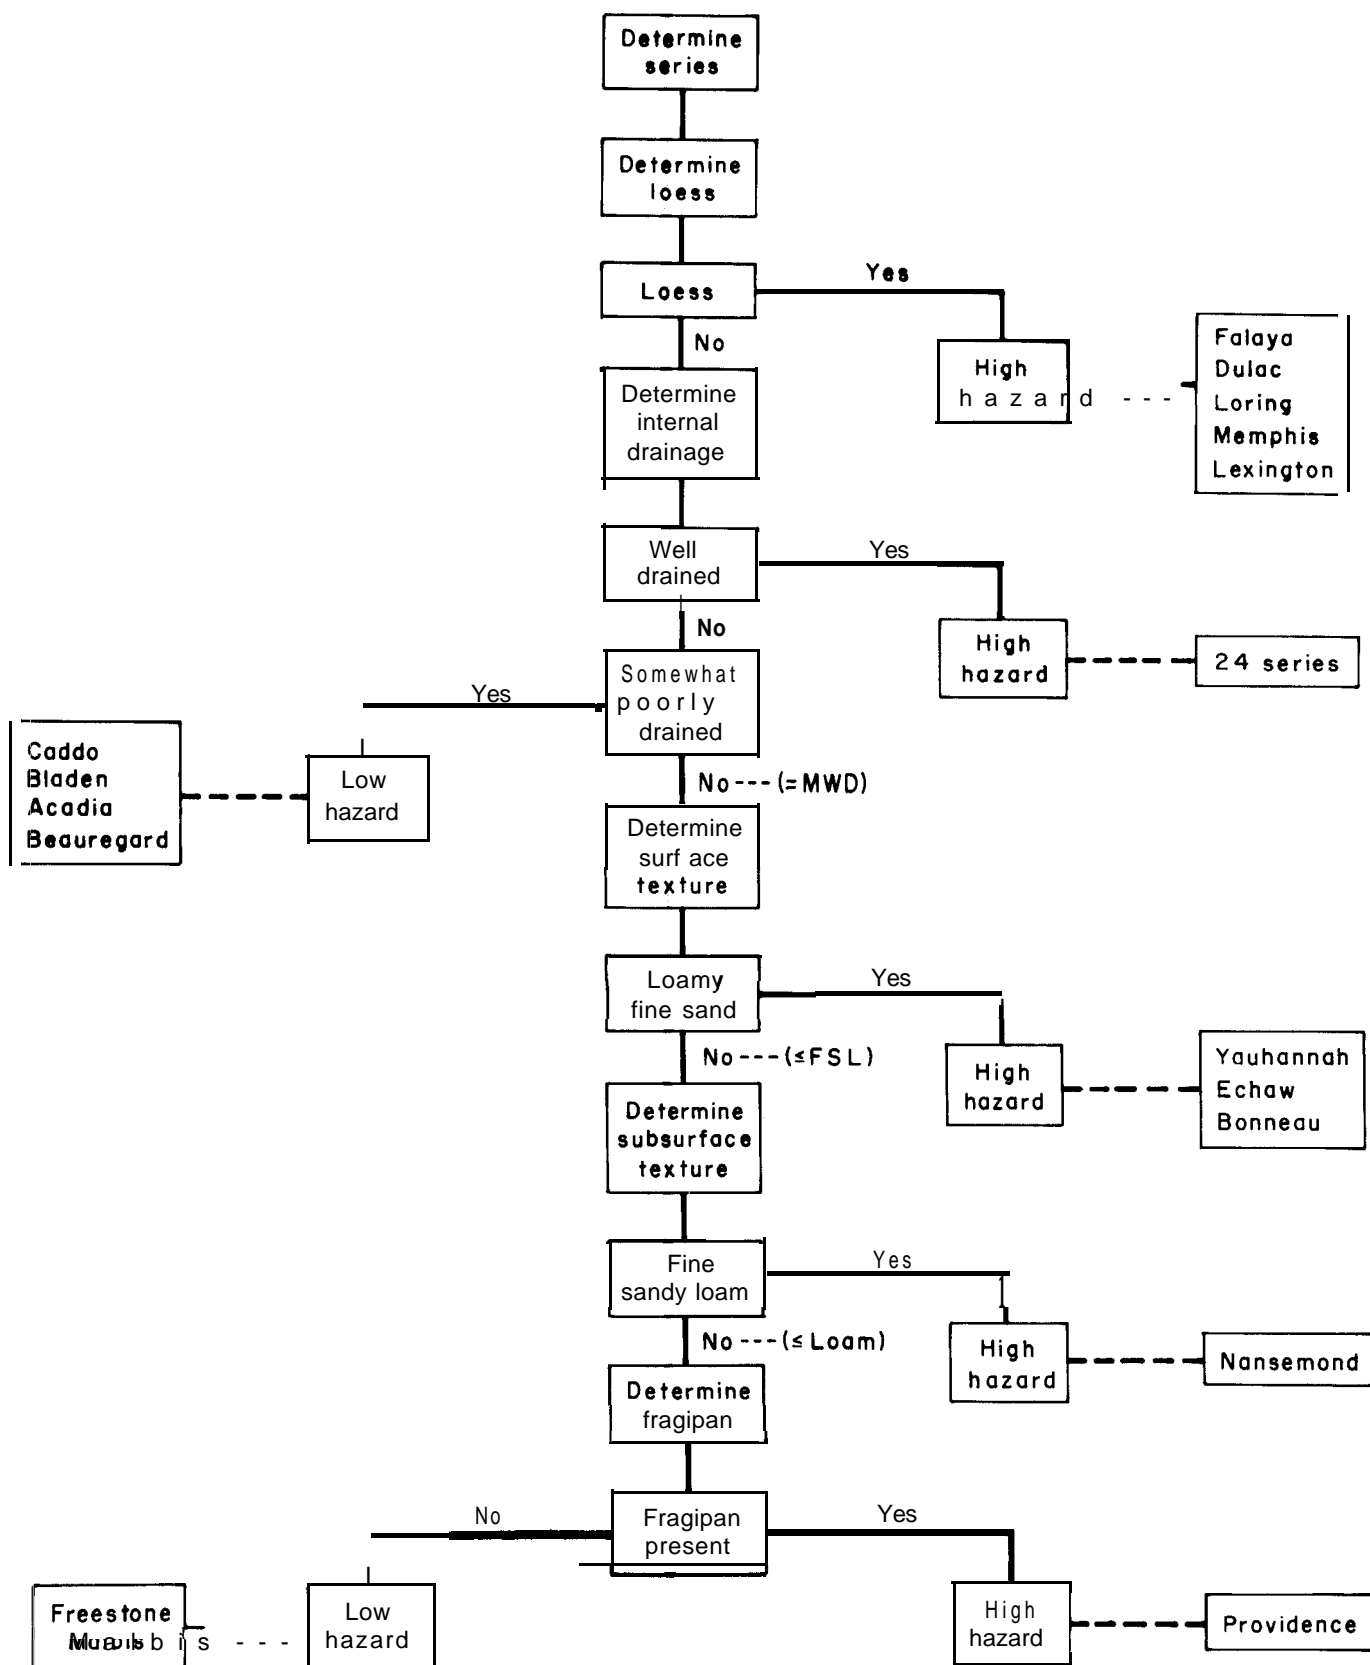 Determine
series
Determine
loess
Loess
Yes
No
High
hazard ---
Falaya
Dulac
Loring
Memphis
Lexington
Determine
internal
drainage
Well
drained
Yes
No
High
hazard
24 series
Somewhat
poorly
drained
Yes
Low
hazard
Caddo
Bladen
Acadia
Beauregard
No --- (=MWD)
Determine
surf ace
texture
Loamy
fine sand
Yes
High
hazard
Yauhannah
Echaw
Bonneau
No --- (≤FSL)
Determine
subsurface
texture
Fine
sandy loam
Yes
High
hazard
Nansemond
No --- (≤Loam)
Determine
fragipan
Fragipan
present
No
Low
hazard
Freestone
Yes
High
hazard
Providence